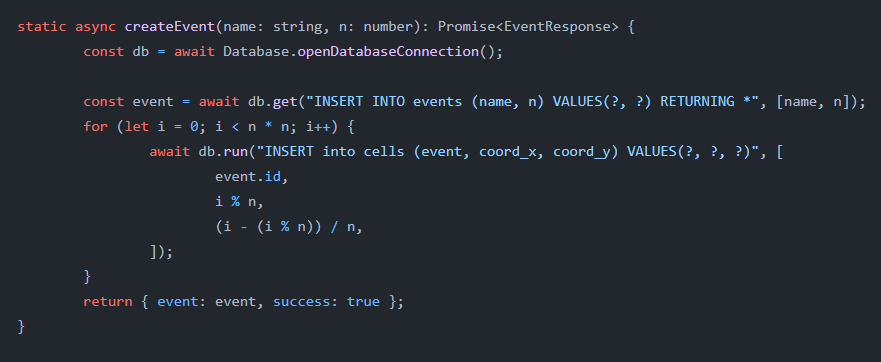 static async createEvent(name: string, n: number): Promise<EventResponse> {
        const db = await Database.openDatabaseConnection();

        const event = await db.get("INSERT INTO events (name, n) VALUES(?, ?) RETURNING *", [name, n]);
        for (let i = 0; i < n * n; i++) {
                await db.run("INSERT into cells (event, coord_x, coord_y) VALUES(?, ?, ?)", [
                        event.id,
                        i % n,
                        (i - (i % n)) / n,
                ]);
        }
        return { event: event, success: true };
}